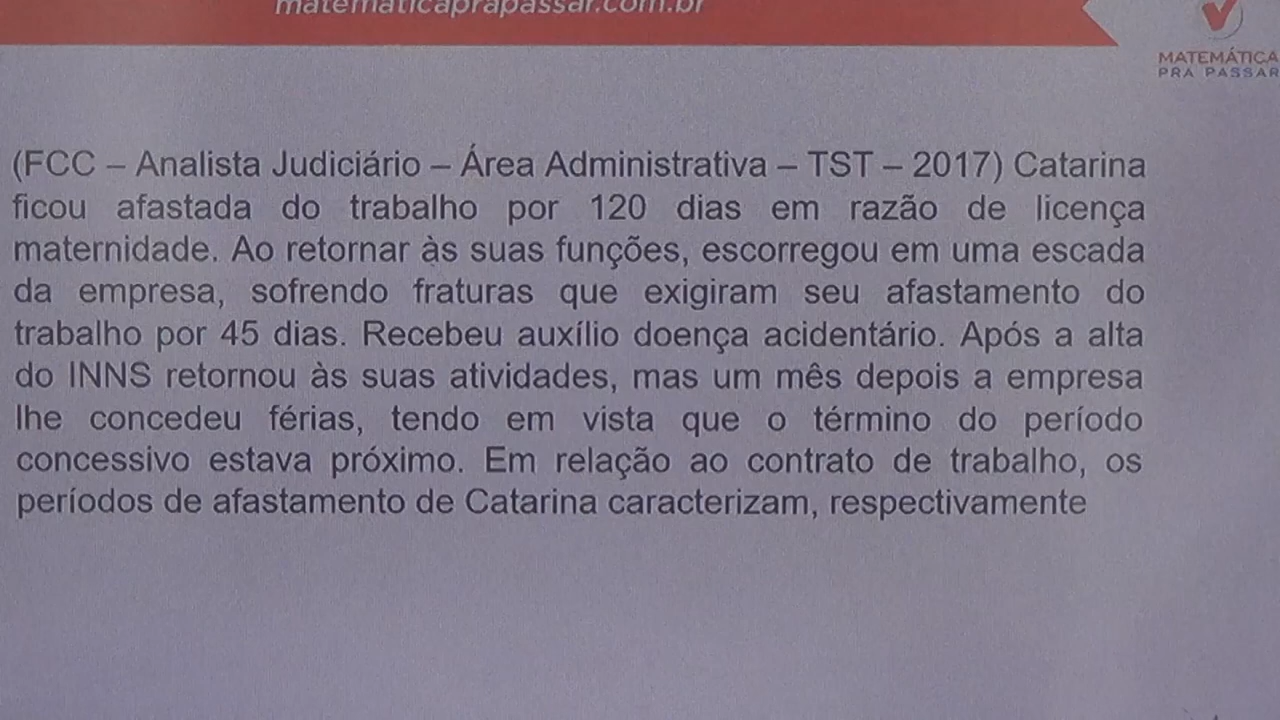 matematicaprapassar.com.br
MATEMÁTICA
PRA PASSAR
(FCC – Analista Judiciário – Área Administrativa – TST – 2017) Catarina
ficou afastada do trabalho por 120 dias em razão de licença
maternidade. Ao retornar às suas funções, escorregou em uma escada
da empresa, sofrendo fraturas que exigiram seu afastamento do
trabalho por 45 dias. Recebeu auxílio doença acidentário. Após a alta
do INNS retornou às suas atividades, mas um mês depois a empresa
lhe concedeu férias, tendo em vista que o término do período
concessivo estava próximo. Em relação ao contrato de trabalho, os
períodos de afastamento de Catarina caracterizam, respectivamente